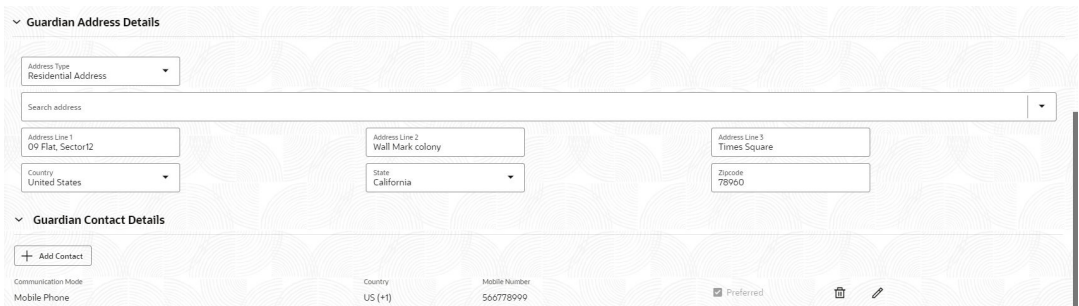 Guardian Address Details
Address Type
Residential Address
Search address
Address Line 1 Address Line 2 Address Line 3
09 Flat, Sector12 Wall Mark colony Times Square
Country State Zipcode
United States California 78960
Guardian Contact Details
+ Add Contact
Communication Mode Country Mobile Number
Mobile Phone US (+1) 566778999 Preferred